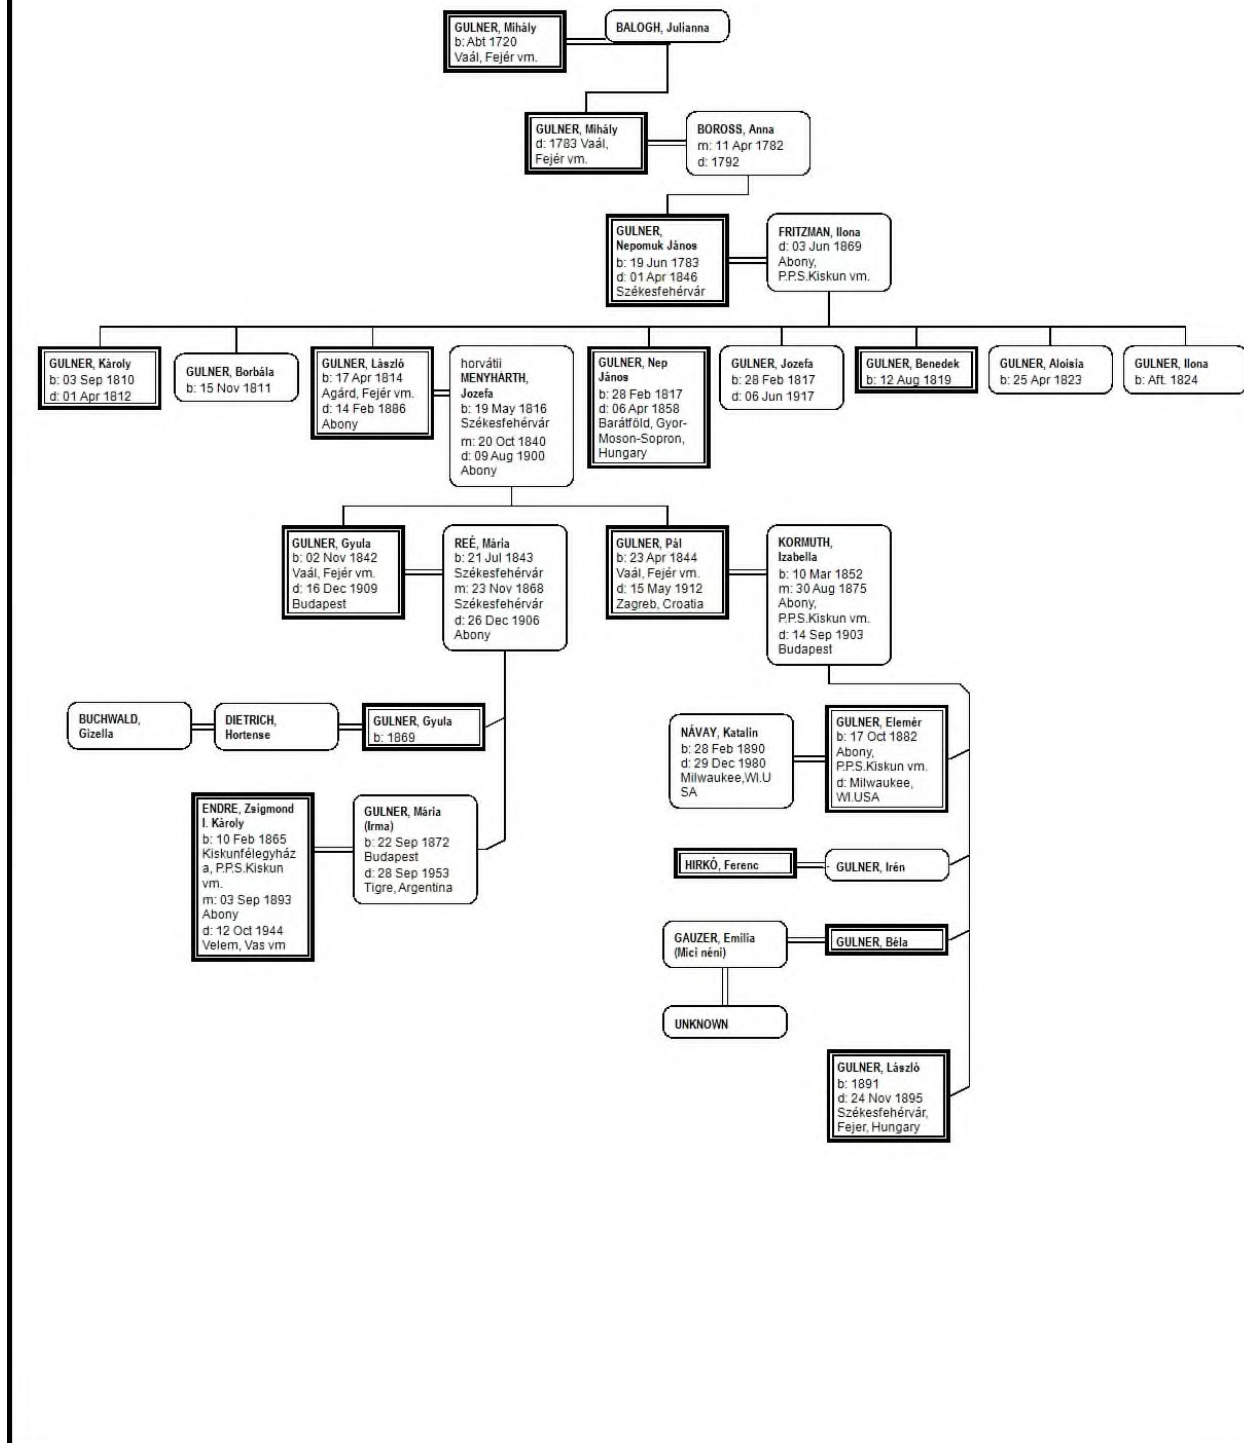 GULNER, Mihály
b: Abt 1720
Vaál, Fejér vm.
BALOGH, Julianna
GULNER, Mihály
d: 1783 Vaál,
Fejér vm.
BOROSS, Anna
m: 11 Apr 1782
d: 1792
GULNER,
Nepomuk János
b: 19 Jun 1783
d: 01 Apr 1846
Székesfehérvár
FRITZMAN, Ilona
d: 03 Jun 1869
Abony,
P.P.S.Kiskun vm.
GULNER, Károly
b: 03 Sep 1810
d: 01 Apr 1812
GULNER, Borbála
b: 15 Nov 1811
GULNER, László
b: 17 Apr 1814
Agárd, Fejér vm.
d: 14 Feb 1886
Abony
horvátii
MENYHÁRTH,
Jozefa
b: 19 May 1816
Székesfehérvár
m: 20 Oct 1840
d: 09 Aug 1900
Abony
GULNER, Nep
János
b: 28 Feb 1817
d: 06 Apr 1858
Barátföld, Gyor-
Moson-Sopron,
Hungary
GULNER, Jozefa
b: 28 Feb 1817
d: 06 Jun 1917
GULNER, Benedek
b: 12 Aug 1819
GULNER, Aloisia
b: 25 Apr 1823
GULNER, Ilona
b: Aft. 1824
GULNER, Gyula
b: 02 Nov 1842
Vaál, Fejér vm.
d: 16 Dec 1909
Budapest
REÉ, Mária
b: 21 Jul 1843
Székesfehérvár
m: 23 Nov 1868
Székesfehérvár
d: 26 Dec 1906
Abony
GULNER, Pál
b: 23 Apr 1844
Vaál, Fejér vm.
d: 15 May 1912
Zagreb, Croatia
KORMUTH,
Izabella
b: 10 Mar 1852
m: 30 Aug 1875
Abony,
P.P.S.Kiskun vm.
d: 14 Sep 1903
Budapest
BUCHWALD,
Gizella
DIETRICH,
Hortense
GULNER, Gyula
b: 1869
NÁVAY, Katalin
b: 28 Feb 1890
d: 29 Dec 1980
Milwaukee,WI.U
SA
GULNER, Elemér
b: 17 Oct 1882
Abony,
P.P.S.Kiskun vm.
d: Milwaukee,
WI.USA
ENDRE, Zsigmond
I. Károly
b: 10 Feb 1865
Kiskunfélegyház
a, P.P.S.Kiskun
vm.
m: 03 Sep 1893
Abony
d: 12 Oct 1944
Velem, Vas vm
GULNER, Mária
(Irma)
b: 22 Sep 1872
Budapest
d: 28 Sep 1953
Tigre, Argentina
HIRKÓ, Ferenc
GULNER, Irén
GAUZER, Emília
(Mici néni)
GULNER, Béla
UNKNOWN
GULNER, László
b: 1891
d: 24 Nov 1895
Székesfehérvár,
Fejer, Hungary